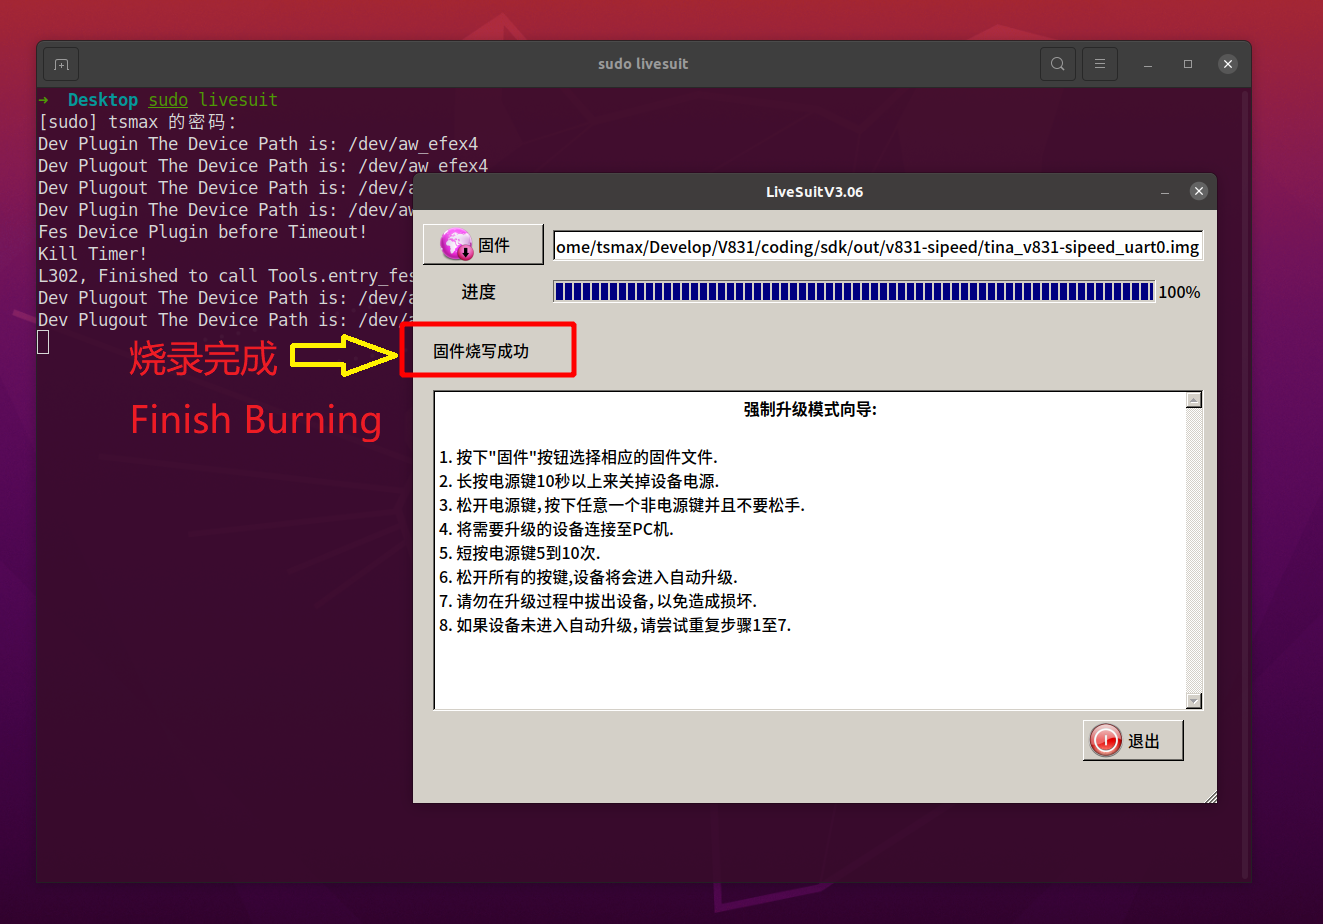 sudo livesuit
→ Desktop sudo livesuit
[sudo] tsmax 的密码：
Dev Plugin The Device Path is: /dev/aw_efex4
Dev Plugout The Device Path is: /dev/aw_efex4
Dev Plugout The Device Path is: /dev/a
Dev Plugin The Device Path is: /dev/aw
Fes Device Plugin before Timeout!
Kill Timer!
L302, Finished to call Tools.entry_fes
Dev Plugout The Device Path is: /dev/a
Dev Plugout The Device Path is: /dev/a
烧录完成
Finish Burning
LiveSuitV3.06
固件
ome/tsmax/Develop/V831/coding/sdk/out/v831-sipeed/tina_v831-sipeed_uart0.img
进度
100%
固件烧写成功
强制升级模式向导:
1. 按下"固件"按钮选择相应的固件文件.
2. 长按电源键10秒以上来关掉设备电源.
3. 松开电源键,按下任意一个非电源键并且不要松手.
4. 将需要升级的设备连接至PC机.
5. 短按电源键5到10次.
6. 松开所有的按键,设备将会进入自动升级.
7. 请勿在升级过程中拔出设备,以免造成损坏.
8. 如果设备未进入自动升级,请尝试重复步骤1至7.
退出